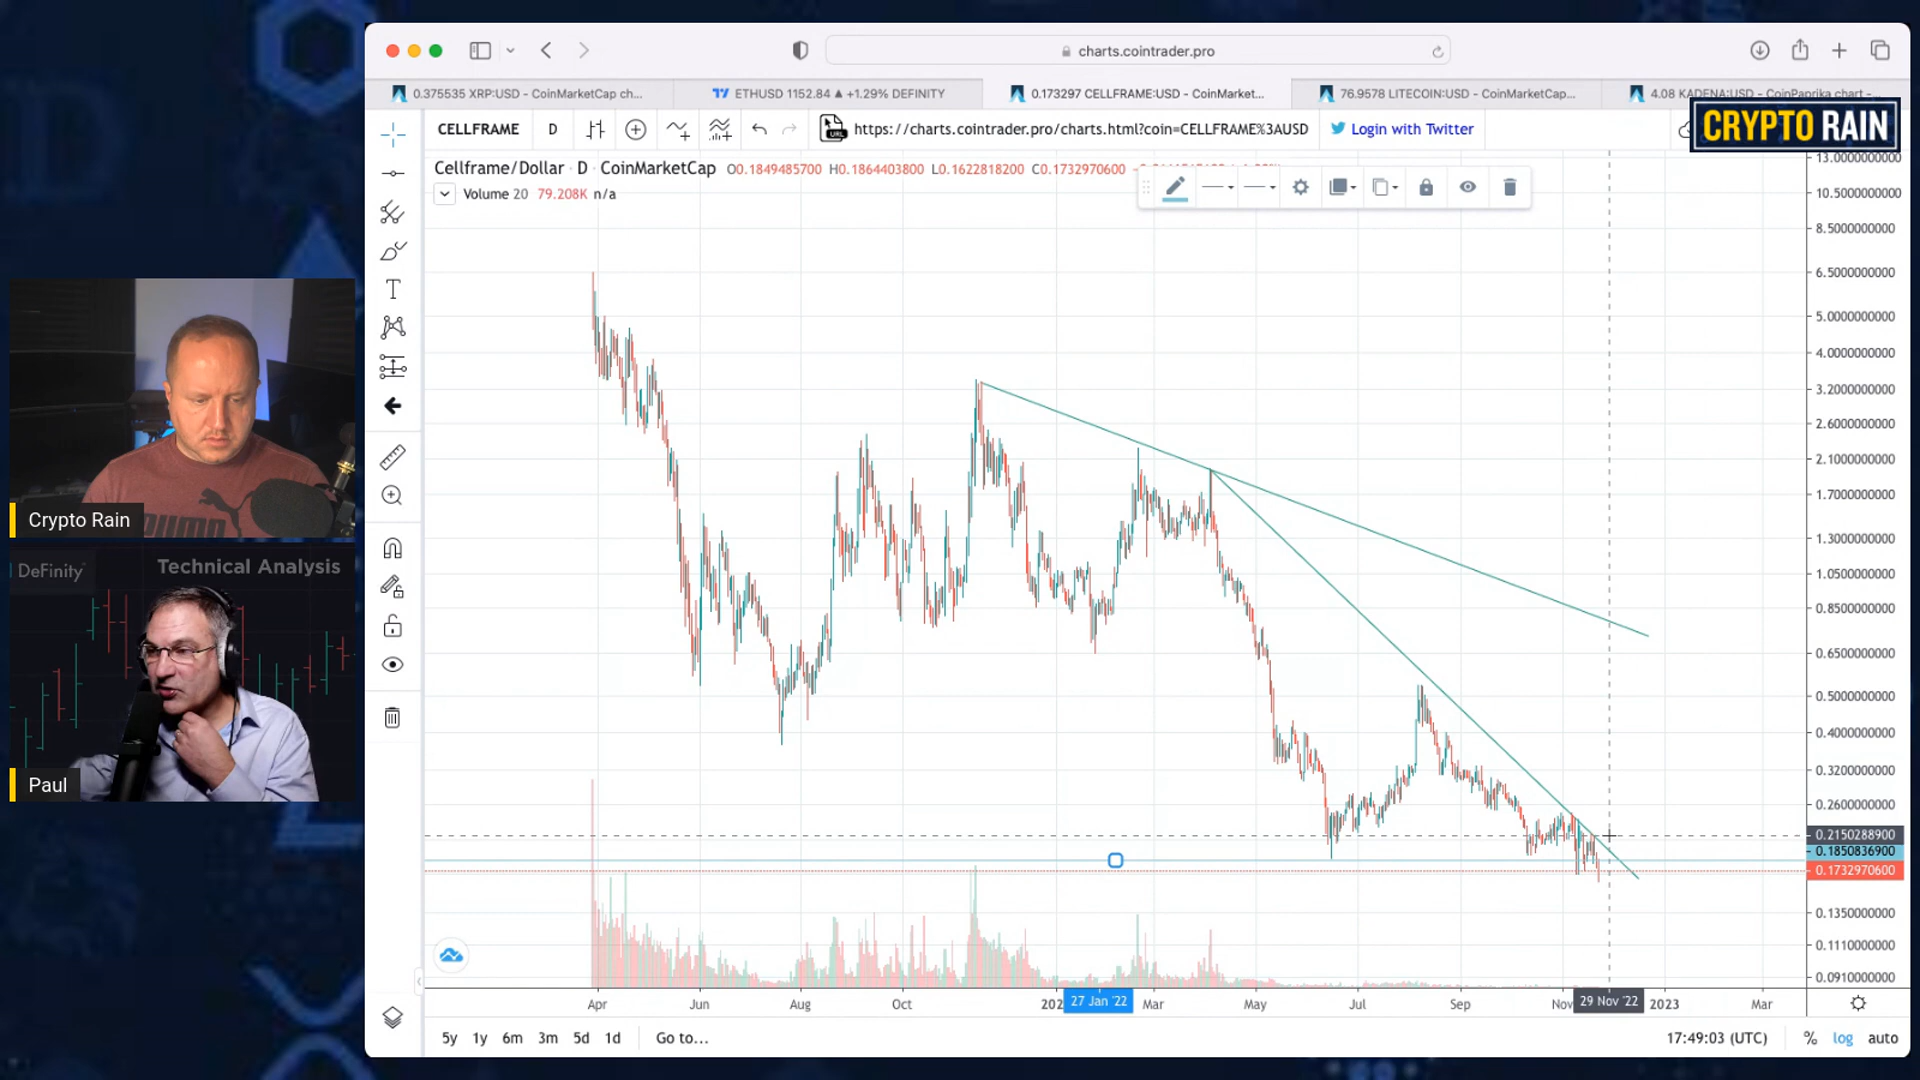 charts.cointrader.pro
0.375535 XRP:USD - CoinMarketCap ch...
ETHUSD 1152.84 ▲ +1.29% DEFINITY
0.173297 CELLFRAME:USD - CoinMarket...
76.9578 LITECOIN:USD - CoinMarketCap...
4.08 KADENA:USD - CoinPaprika chart -...
CRYPTO RAIN
CELLFRAME
D
URL
https://charts.cointrader.pro/charts.html?coin=CELLFRAME%3AUSD
Login with Twitter
Cellframe/Dollar · D · CoinMarketCap
O0.1849485700 H0.1864403800 L0.1622818200 C0.1732970600
Volume 20 79.208K n/a
13.0000000000
10.5000000000
8.5000000000
6.5000000000
5.0000000000
4.0000000000
3.2000000000
2.6000000000
2.1000000000
1.7000000000
1.3000000000
1.0500000000
0.8500000000
0.6500000000
0.5000000000
0.4000000000
0.3200000000
0.2600000000
0.2150288900
0.1850836900
0.1732970600
0.1350000000
0.1110000000
0.0910000000
Crypto Rain
DeFinity
Technical Analysis
Paul
Apr
Jun
Aug
Oct
202
27 Jan '22
Mar
May
Jul
Sep
Nov
29 Nov '22
2023
Mar
5y 1y 6m 3m 5d 1d Go to...
17:49:03 (UTC)
% log auto